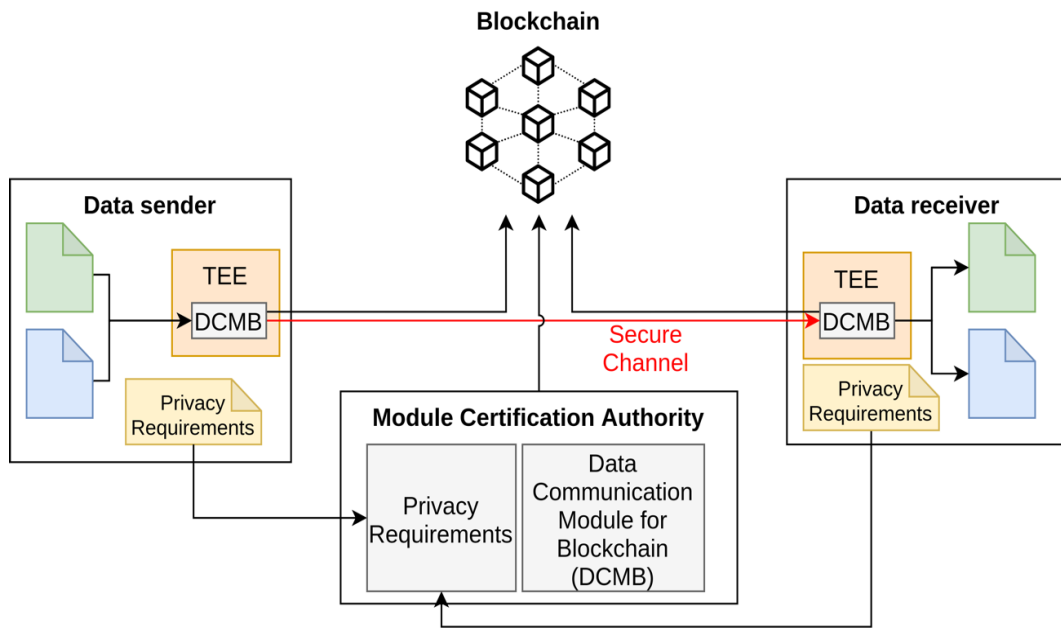 Blockchain
Data sender
TEE
DCMB
Privacy
Requirements
Secure
Channel
Data receiver
TEE
DCMB
Privacy
Requirements
Module Certification Authority
Privacy
Requirements
Data
Communication
Module for
Blockchain
(DCMB)